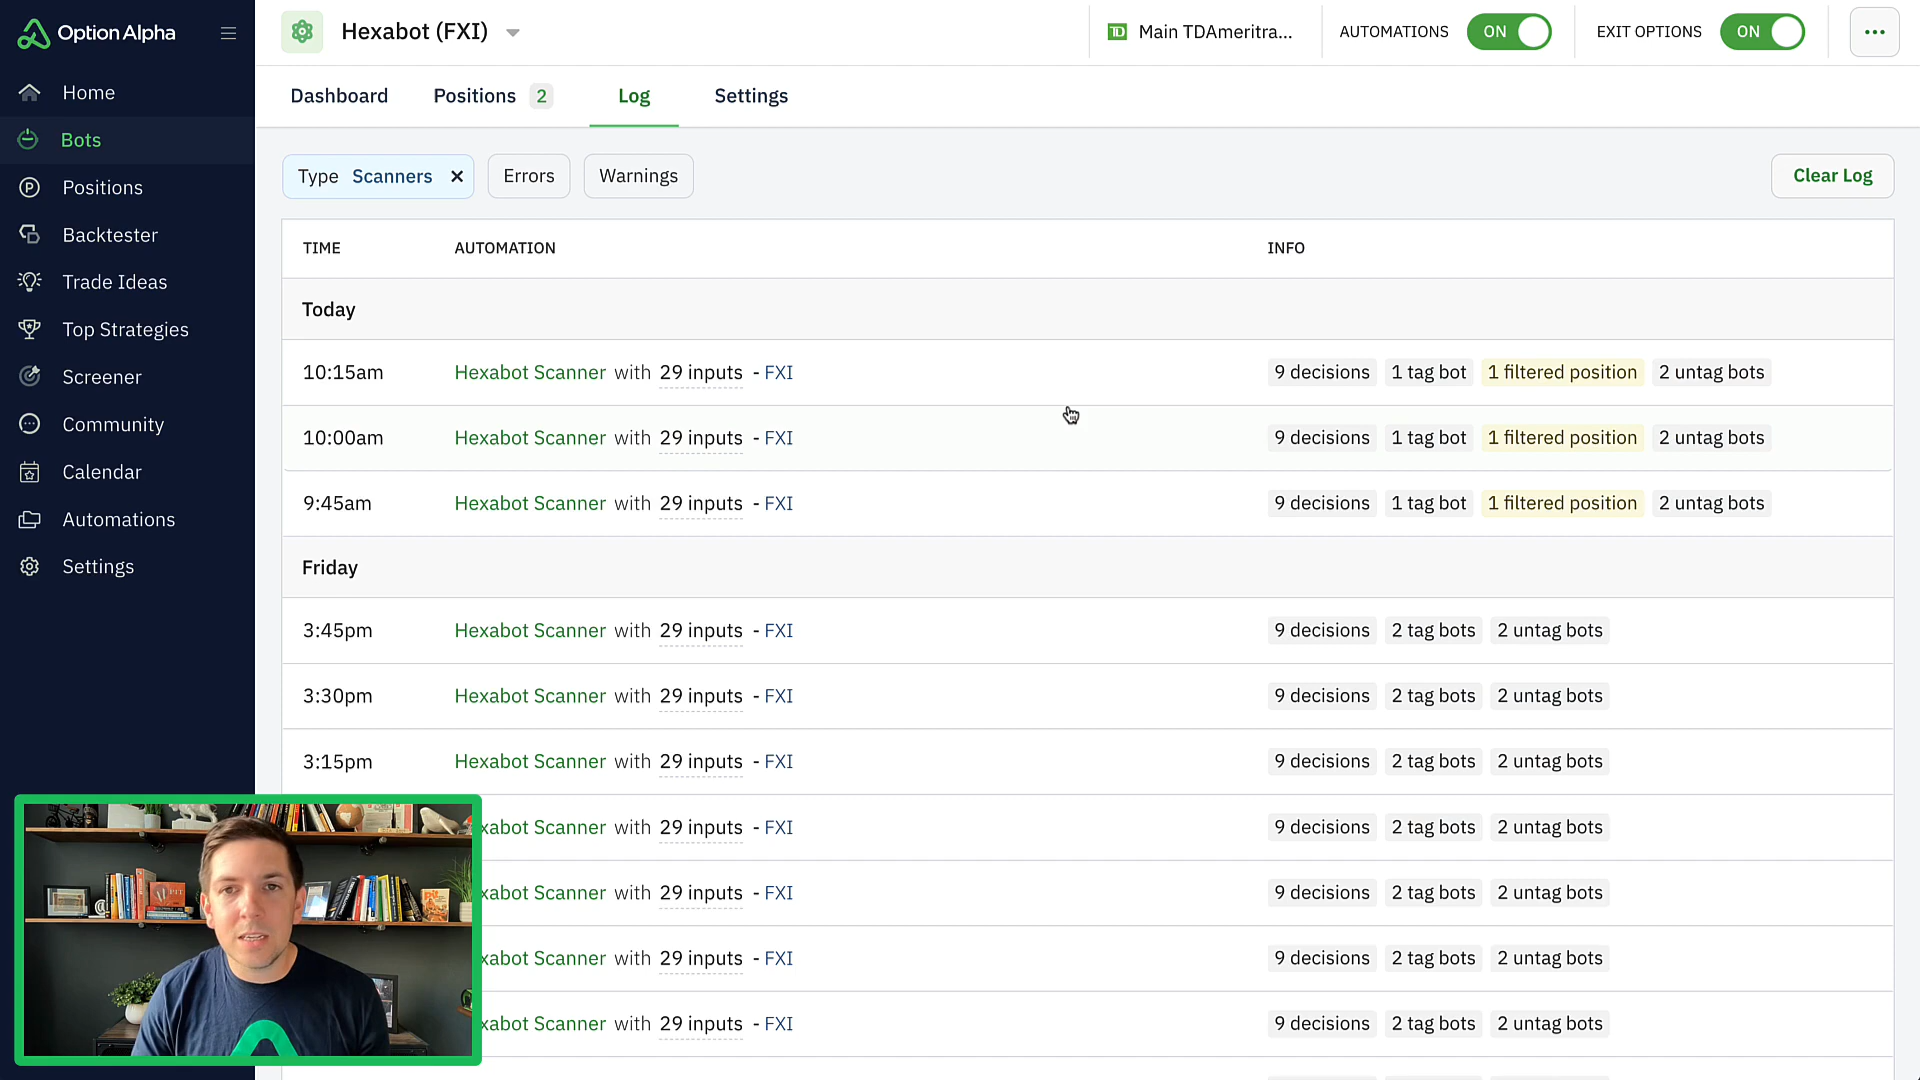 Option Alpha
Home
Bots
Positions
Backtester
Trade Ideas
Top Strategies
Screener
Community
Calendar
Automations
Settings
Hexabot (FXI)
TD Main TDAmeritra...
AUTOMATIONS ON
EXIT OPTIONS ON
Dashboard Positions 2 Log Settings
Type Scanners Errors Warnings Clear Log
TIME AUTOMATION INFO
Today
10:15am Hexabot Scanner with 29 inputs - FXI 9 decisions 1 tag bot 1 filtered position 2 untag bots
10:00am Hexabot Scanner with 29 inputs - FXI 9 decisions 1 tag bot 1 filtered position 2 untag bots
9:45am Hexabot Scanner with 29 inputs - FXI 9 decisions 1 tag bot 1 filtered position 2 untag bots
Friday
3:45pm Hexabot Scanner with 29 inputs - FXI 9 decisions 2 tag bots 2 untag bots
3:30pm Hexabot Scanner with 29 inputs - FXI 9 decisions 2 tag bots 2 untag bots
3:15pm Hexabot Scanner with 29 inputs - FXI 9 decisions 2 tag bots 2 untag bots
xabot Scanner with 29 inputs - FXI 9 decisions 2 tag bots 2 untag bots
xabot Scanner with 29 inputs - FXI 9 decisions 2 tag bots 2 untag bots
xabot Scanner with 29 inputs - FXI 9 decisions 2 tag bots 2 untag bots
xabot Scanner with 29 inputs - FXI 9 decisions 2 tag bots 2 untag bots